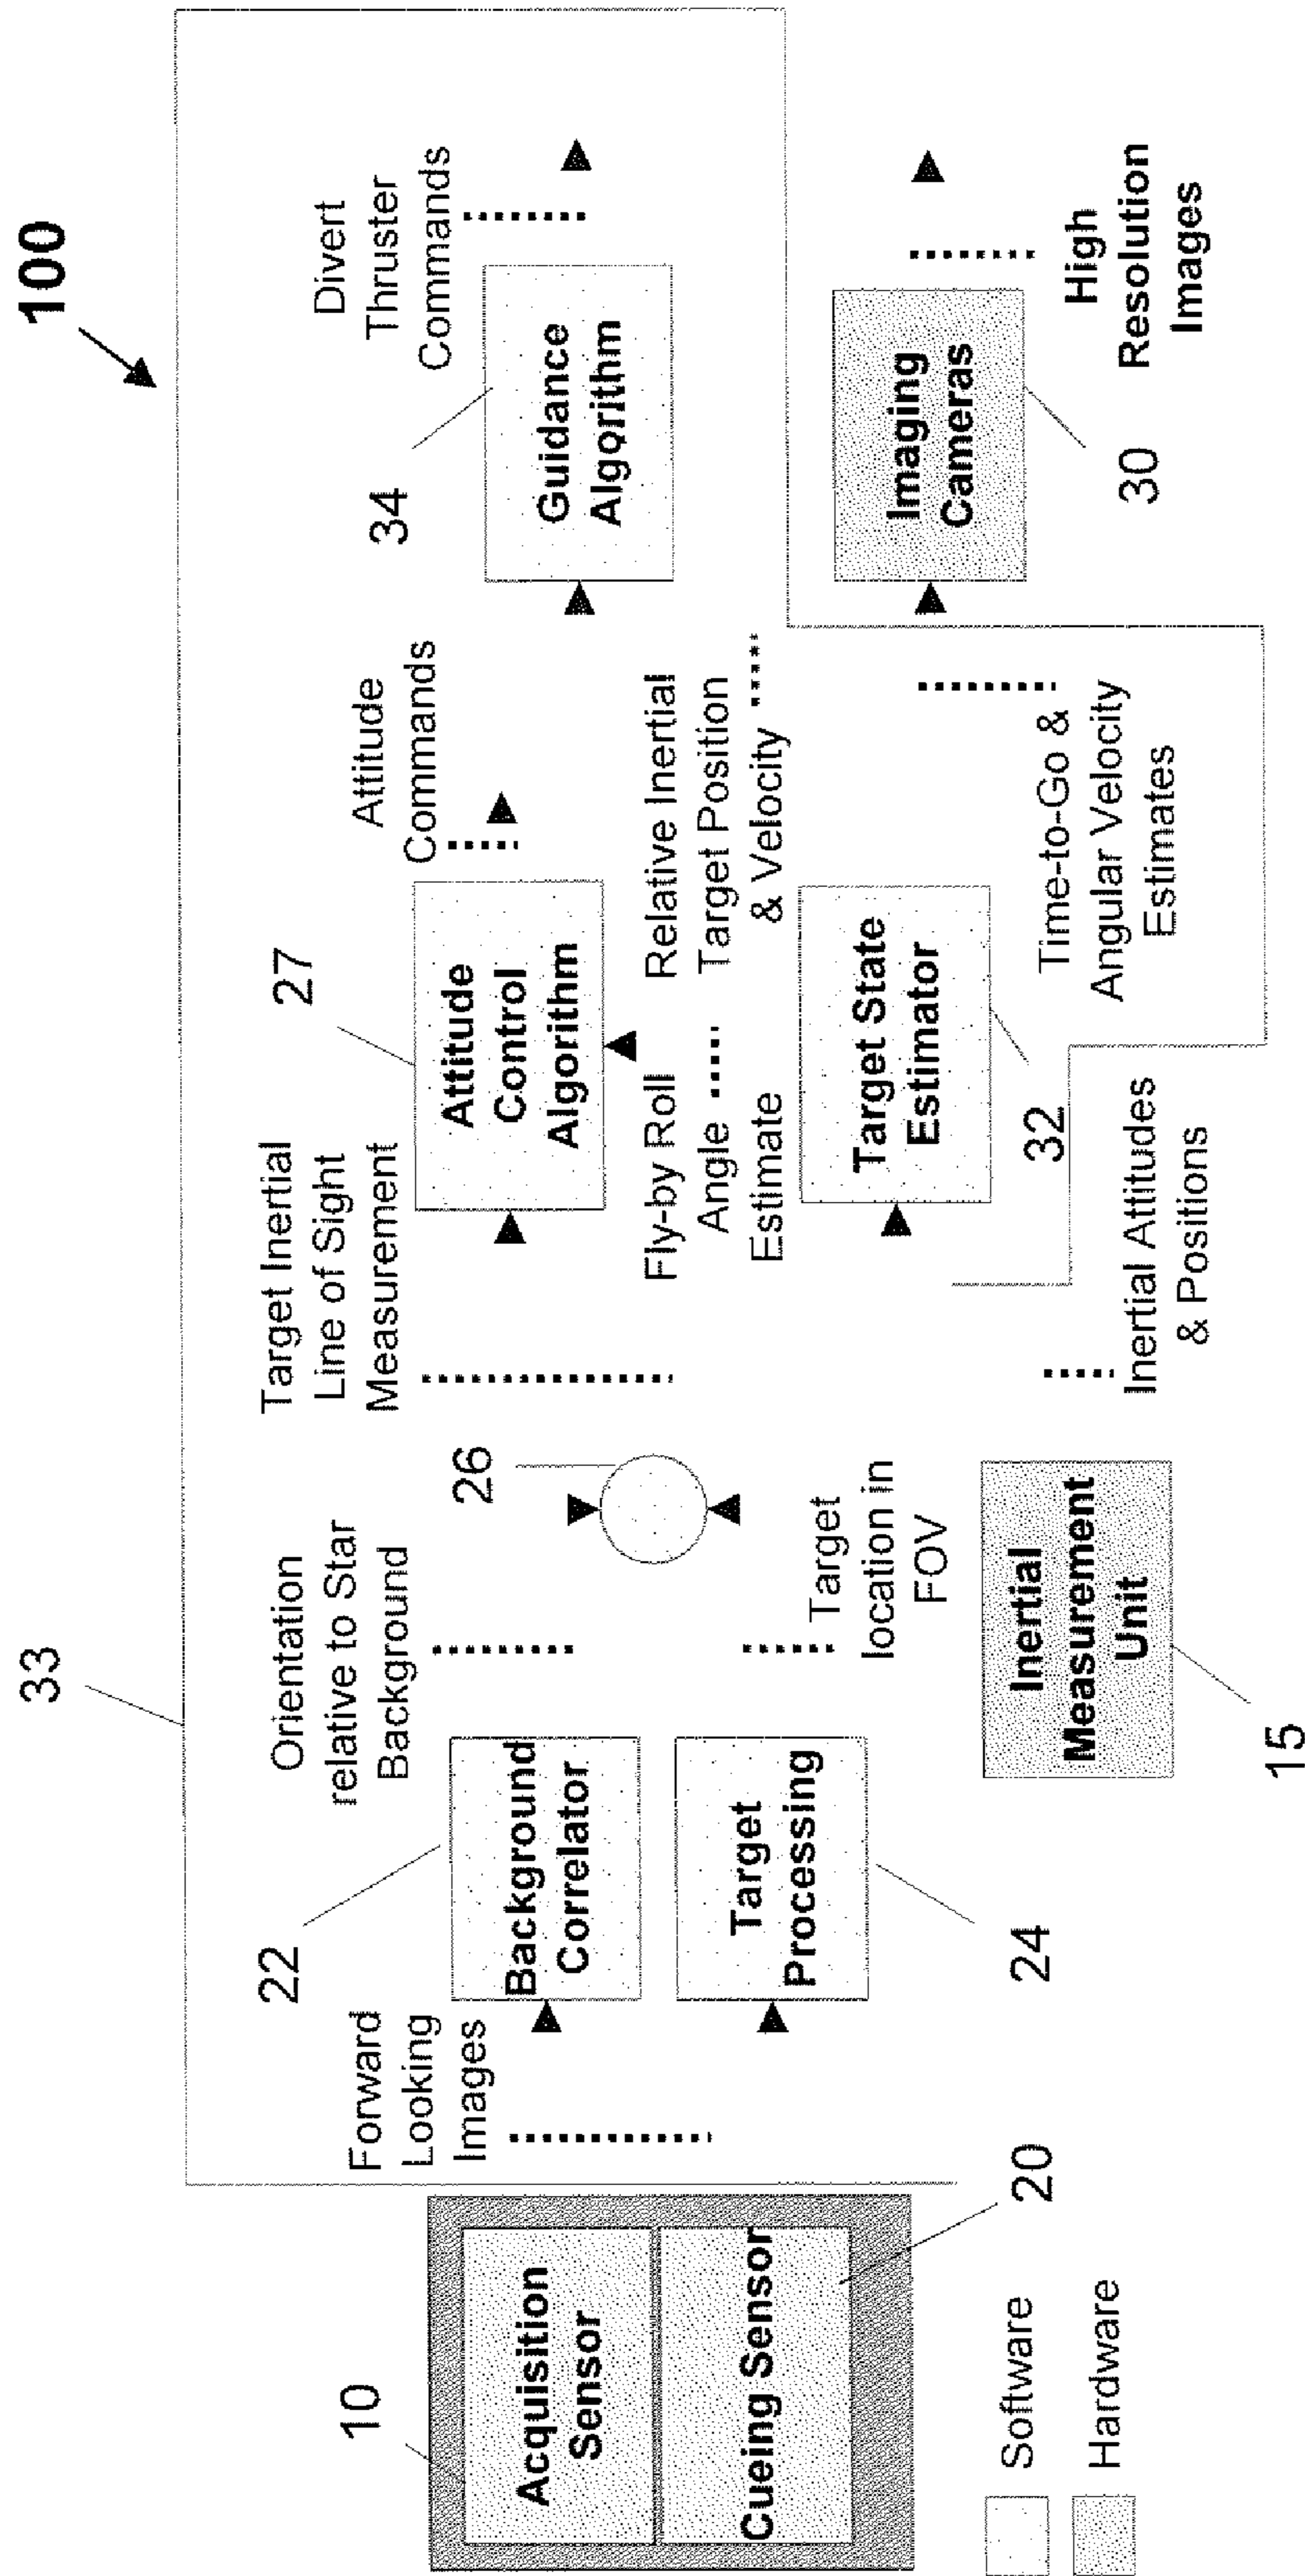 100
33
10
Acquisition
Sensor
Cueing Sensor
20
Forward
Looking
Images
22
Background
Correlator
Target
Processing
24
Orientation
relative to Star
Background
26
Target
location in
FOV
Inertial
Measurement
Unit
15
Target Inertial
Line of Sight
Measurement
Inertial Attitudes
& Positions
27
Attitude
Control
Algorithm
Fly-by Roll
Angle
Estimate
Target State
Estimator
32
Attitude
Commands
Relative Inertial
Target Position
& Velocity
Time-to-Go &
Angular Velocity
Estimates
34
Guidance
Algorithm
Divert
Thruster
Commands
Imaging
Cameras
30
High
Resolution
Images
Software
Hardware